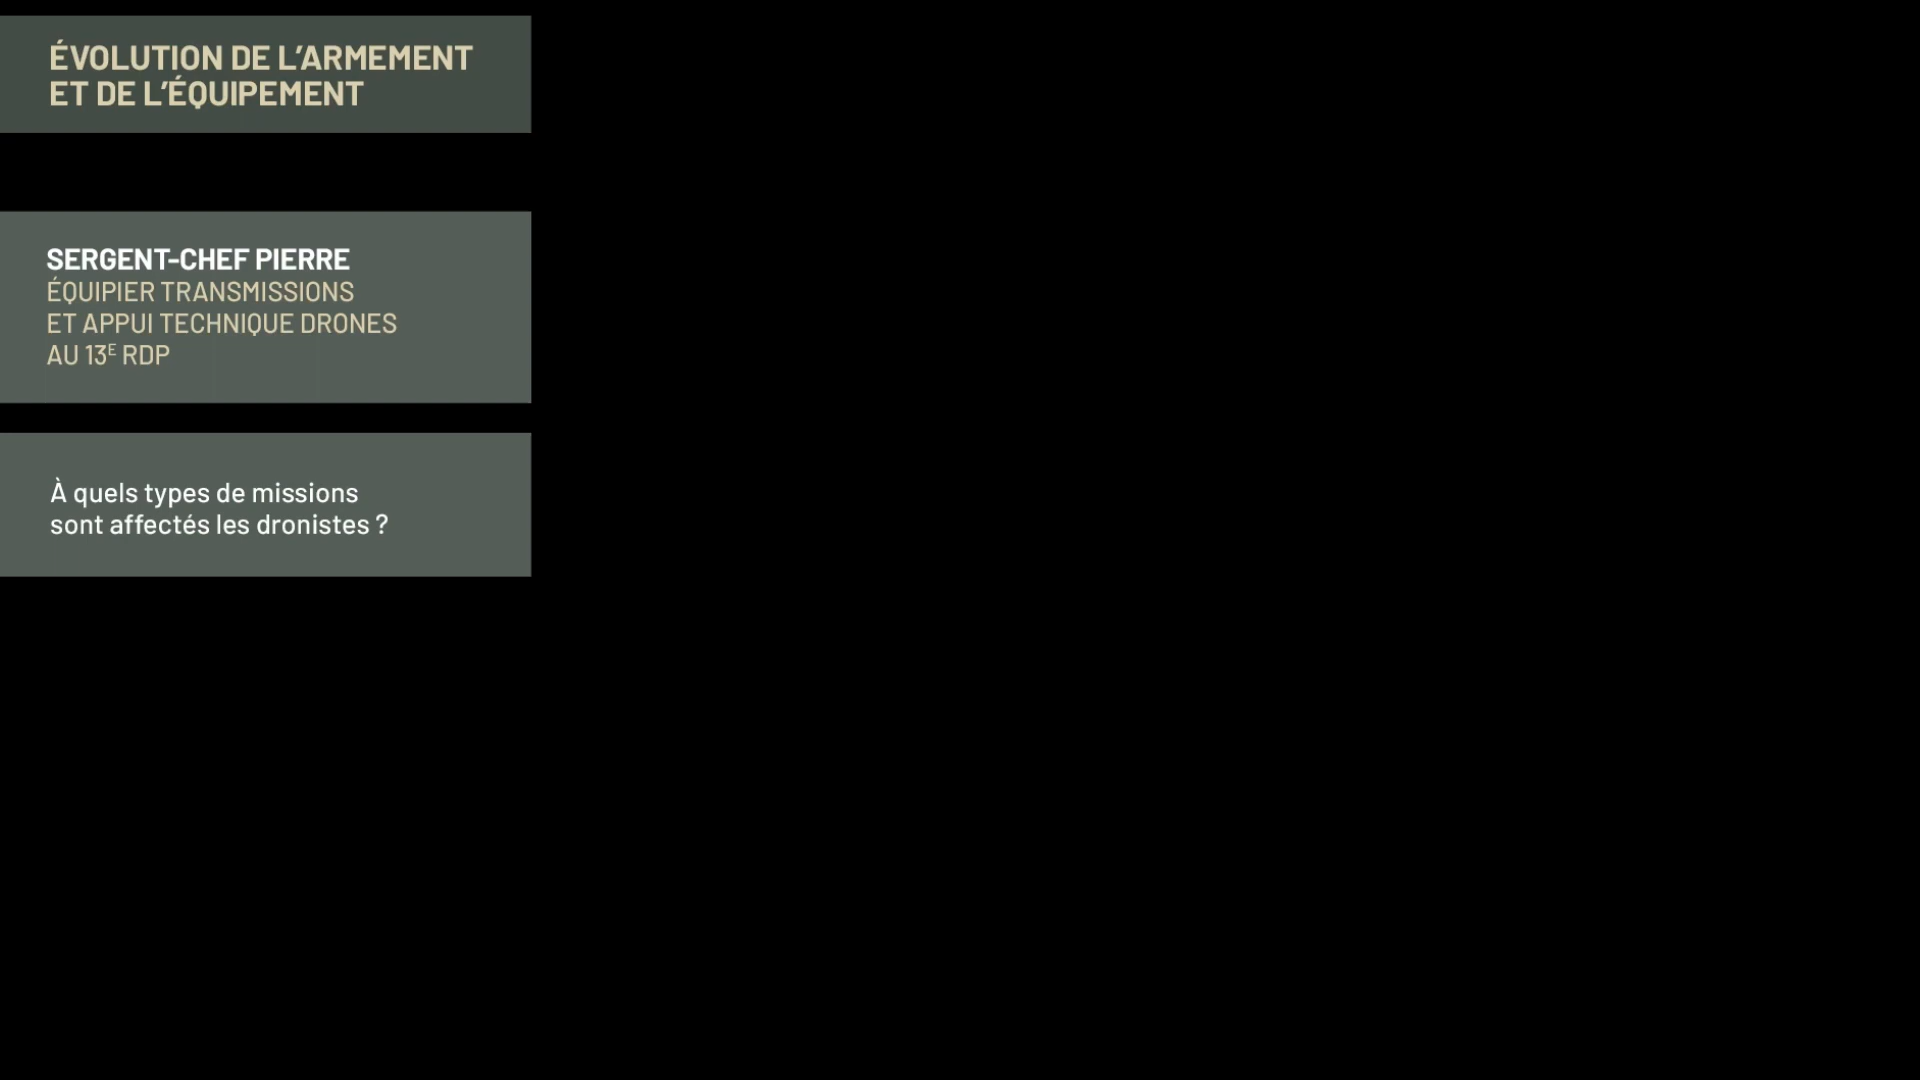 ÉVOLUTION DE L’ARMEMENT
ET DE L’ÉQUIPEMENT
SERGENT-CHEF PIERRE
ÉQUIPIER TRANSMISSIONS
ET APPUI TECHNIQUE DRONES
AU 13ᴱ RDP
À quels types de missions
sont affectés les dronistes ?